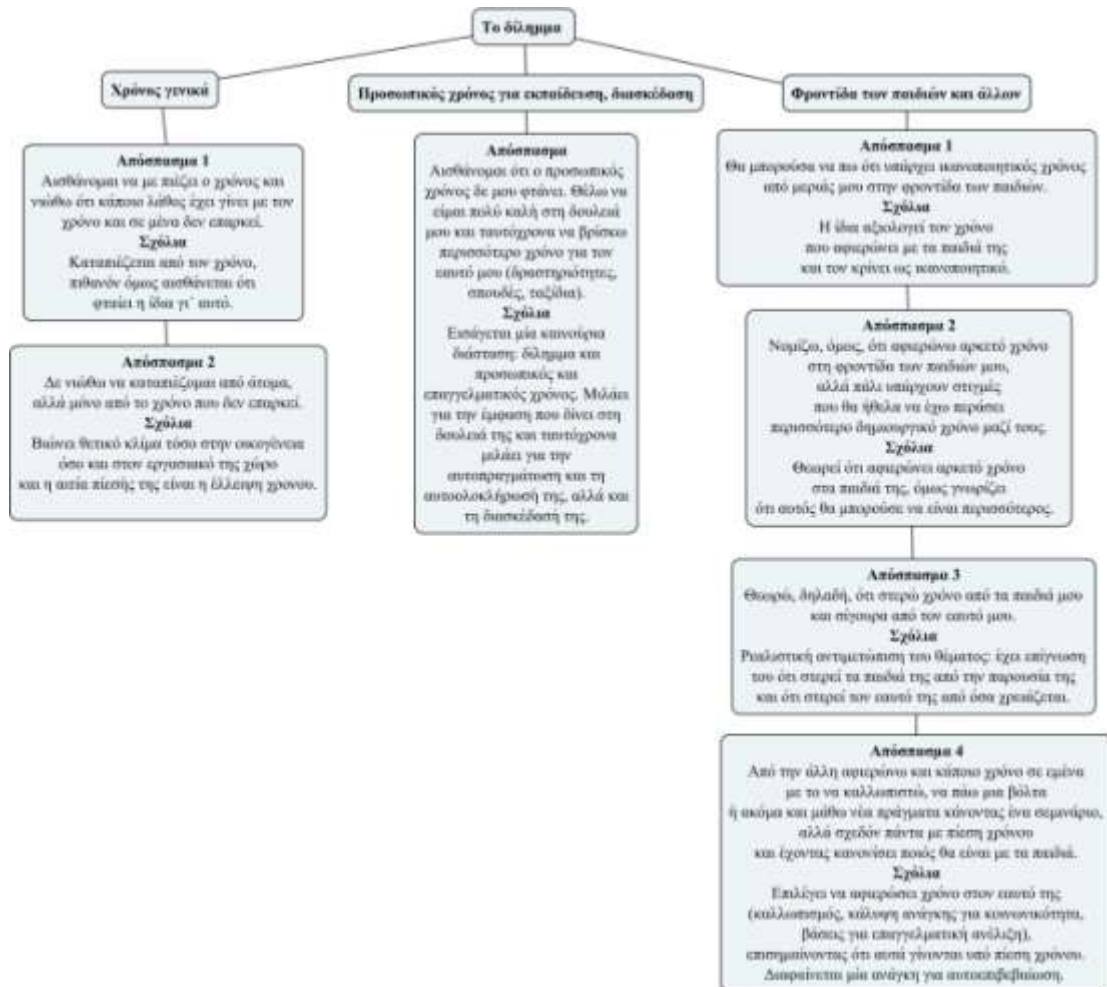 Το δίλημμα
Χρόνος γενικά
Απόσπασμα 1
Αισθάνομαι να με πιέζει ο χρόνος και
νιώθω ότι κάποιο λάθος έχει γίνει με τον
χρόνο και σε μένα δεν επαρκεί.
Σχόλια
Καταπιέζεται από τον χρόνο,
πιθανόν όμως αισθάνεται ότι
φταίει η ίδια γι΄ αυτό.
Απόσπασμα 2
Δε νιώθω να καταπιέζομαι από άτομα,
αλλά μόνο από το χρόνο που δεν επαρκεί.
Σχόλια
Βιώνει θετικό κλίμα τόσο στην οικογένεια
όσο και στον εργασιακό της χώρο
και η αιτία πίεσής της είναι η έλλειψη χρονου.
Προσωπικός χρόνος για εκπαίδευση, διασκέδαση
Απόσπασμα
Αισθάνομαι ότι ο προσωπικός
χρόνος δε μου φτάνει. Θέλω να
είμαι πολύ καλή στη δουλειά
μου και ταυτόχρονα να βρίσκω
περισσότερο χρόνο για τον
εαυτό μου (δραστηριότητες,
σπουδές, ταξίδια).
Σχόλια
Εισάγεται μία καινούρια
διάσταση: δίλημμα και
προσωπικός και
επαγγελματικός χρόνος. Μιλάει
για την έμφαση που δίνει στη
δουλειά της και ταυτόχρονα
μιλάει για την
αυτοπραγμάτωση και τη
αυτοολοκλήρωσή της, αλλά και
τη διασκέδασή της.
Φροντίδα των παιδιών και άλλον
Απόσπασμα 1
Θα μπορούσα να πω ότι υπάρχει ικανοποιητικός χρόνος
από μεριάς μου στην φροντίδα των παιδιών.
Σχόλια
Η ίδια αξιολογεί τον χρόνο
που αφιερώνει με τα παιδιά της
και τον κρίνει ως ικανοποιητικό.
Απόσπασμα 2
Νομίζω, όμως, ότι αφιερώνω αρκετό χρόνο
στη φροντίδα των παιδιών μου,
αλλά πάλι υπάρχουν στιγμές
που θα ήθελα να έχω περάσει
περισσότερο δημιουργικό χρόνο μαζί τους.
Σχόλια
Θεωρεί ότι αφιερώνει αρκετό χρόνο
στα παιδιά της, όμως γνωρίζει
ότι αυτός θα μπορούσε να είναι περισσότερος.
Απόσπασμα 3
Θεωρώ, δηλαδή, ότι στερώ χρόνο από τα παιδιά μου
και σίγουρα από τον εαυτό μου.
Σχόλια
Ρεαλιστική αντιμετώπιση του θέματος: έχει επίγνωση
του ότι στερεί τα παιδιά της από την παρουσία της
και ότι στερεί τον εαυτό της από όσα χρειάζεται.
Απόσπασμα 4
Από την άλλη αφιερώνω και κάποιο χρόνο σε εμένα
με το να καλλωπιστώ, να πάω μια βόλτα
ή ακόμα και μάθω νέα πράγματα κάνοντας ένα σεμινάριο,
αλλά σχεδόν πάντα με πίεση χρόνου
και έχοντας κανονίσει ποιός θα είναι με τα παιδιά.
Σχόλια
Επιλέγει να αφιερώσει χρόνο στον εαυτό της
(καλλωπισμός, κάλυψη ανάγκης για κοινωνικότητα,
βάσεις για επαγγελματική ανέλιξη),
επισημαίνοντας ότι αυτά γίνονται υπό πίεση χρόνου.
Διαφαίνεται μία ανάγκη για αυτοεπιβεβαίωση.